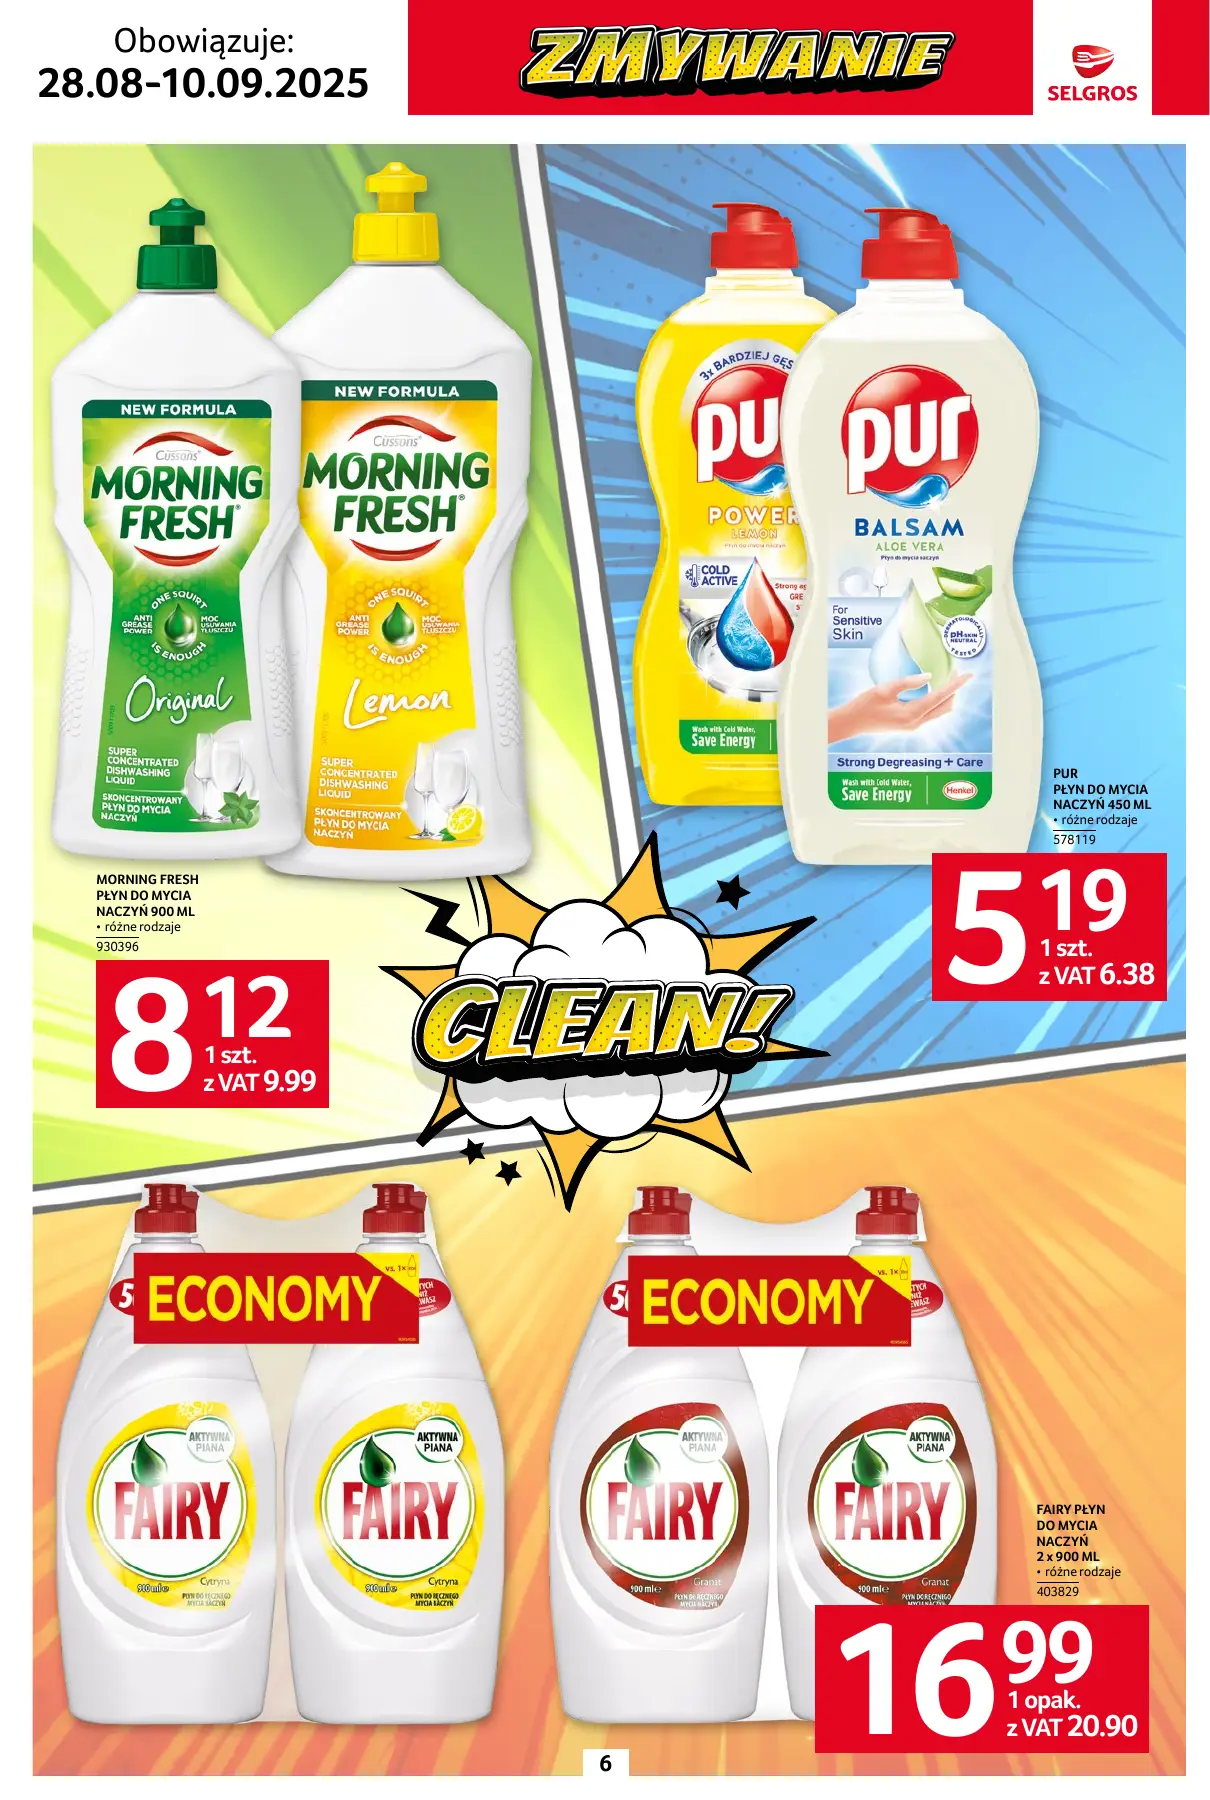 Obowiązuje:
28.08-10.09.2025
ZMYWANIE
SELGROS
NEW FORMULA
Cussons
MORNING
FRESH
ONE SQUIRT
IS ENOUGH
ANTI
GREASE
POWER
MOC
USUWANIA
TŁUSZCZU
Original
SUPER
CONCENTRATED
DISHWASHING
LIQUID
SKONCENTROWANY
PŁYN DO MYCIA
NACZYŃ
NEW FORMULA
Cussons
MORNING
FRESH®
ONE SQUIRT
IS ENOUGH
ANTI
GREASE
POWER
MOC
USUWANIA
TŁUSZCZU
Lemon
SUPER
CONCENTRATED
DISHWASHING
LIQUID
SKONCENTROWANY
PŁYN DO MYCIA
NACZYŃ
MORNING FRESH
PŁYN DO MYCIA
NACZYŃ 900 ML
• różne rodzaje
930396
8 12
1 szt.
z VAT 9.99
3x BARDZIEJ GĘS
pu
POWER
LEMON
COLD
ACTIVE
Strong ag
GRE
Wash with Cold Water,
Save Energy
pur
BALSAM
ALOE VERA
Płyn do mycia naczyń
For
Sensitive
Skin
DERMATOLOGICALLY
pH-SKIN
NEUTRAL
TESTED
Strong Degreasing + Care
Wash with Cold Water,
Save Energy
Henkel
PUR
PŁYN DO MYCIA
NACZYŃ 450 ML
• różne rodzaje
578119
5 19
1 szt.
z VAT 6.38
CLEAN!
5 ECONOMY
vs. 1x
AKTYWNA
PIANA
FAIRY
900 ml e
Cytryna
PŁYN DO RĘCZNEGO
MYCIA NACZYŃ
AKTYWNA
PIANA
FAIRY
900 ml e
Cytryna
PŁYN DO RĘCZNEGO
MYCIA NACZYŃ
ECONOMY
vs. 1x
AKTYWNA
PIANA
FAIRY
900 ml e
Granat
PŁYN DO RĘCZNEGO
MYCIA NACZYŃ
AKTYWNA
PIANA
FAIRY
900 ml e
Granat
PŁYN DO RĘCZNEGO
MYCIA NACZYŃ
FAIRY PŁYN
DO MYCIA
NACZYŃ
2 x 900 ML
• różne rodzaje
403829
16 99
1 opak.
z VAT 20.90
6